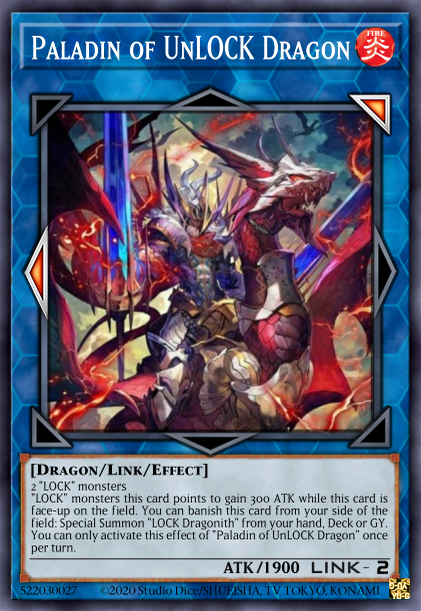 PALADIN OF UNLOCK DRAGON
FIRE
炎
[DRAGON/LINK/EFFECT]
2 "LOCK" monsters
"LOCK" monsters this card points to gain 300 ATK while this card is
face-up on the field. You can banish this card from your side of the
field: Special Summon "LOCK Dragonith" from your hand, Deck or GY.
You can only activate this effect of "Paladin of UnLOCK Dragon" once
per turn.
ATK/1900 LINK-2
522030027 ©2020 Studio Dice/SHUEISHA, TV TOKYO, KONAMI